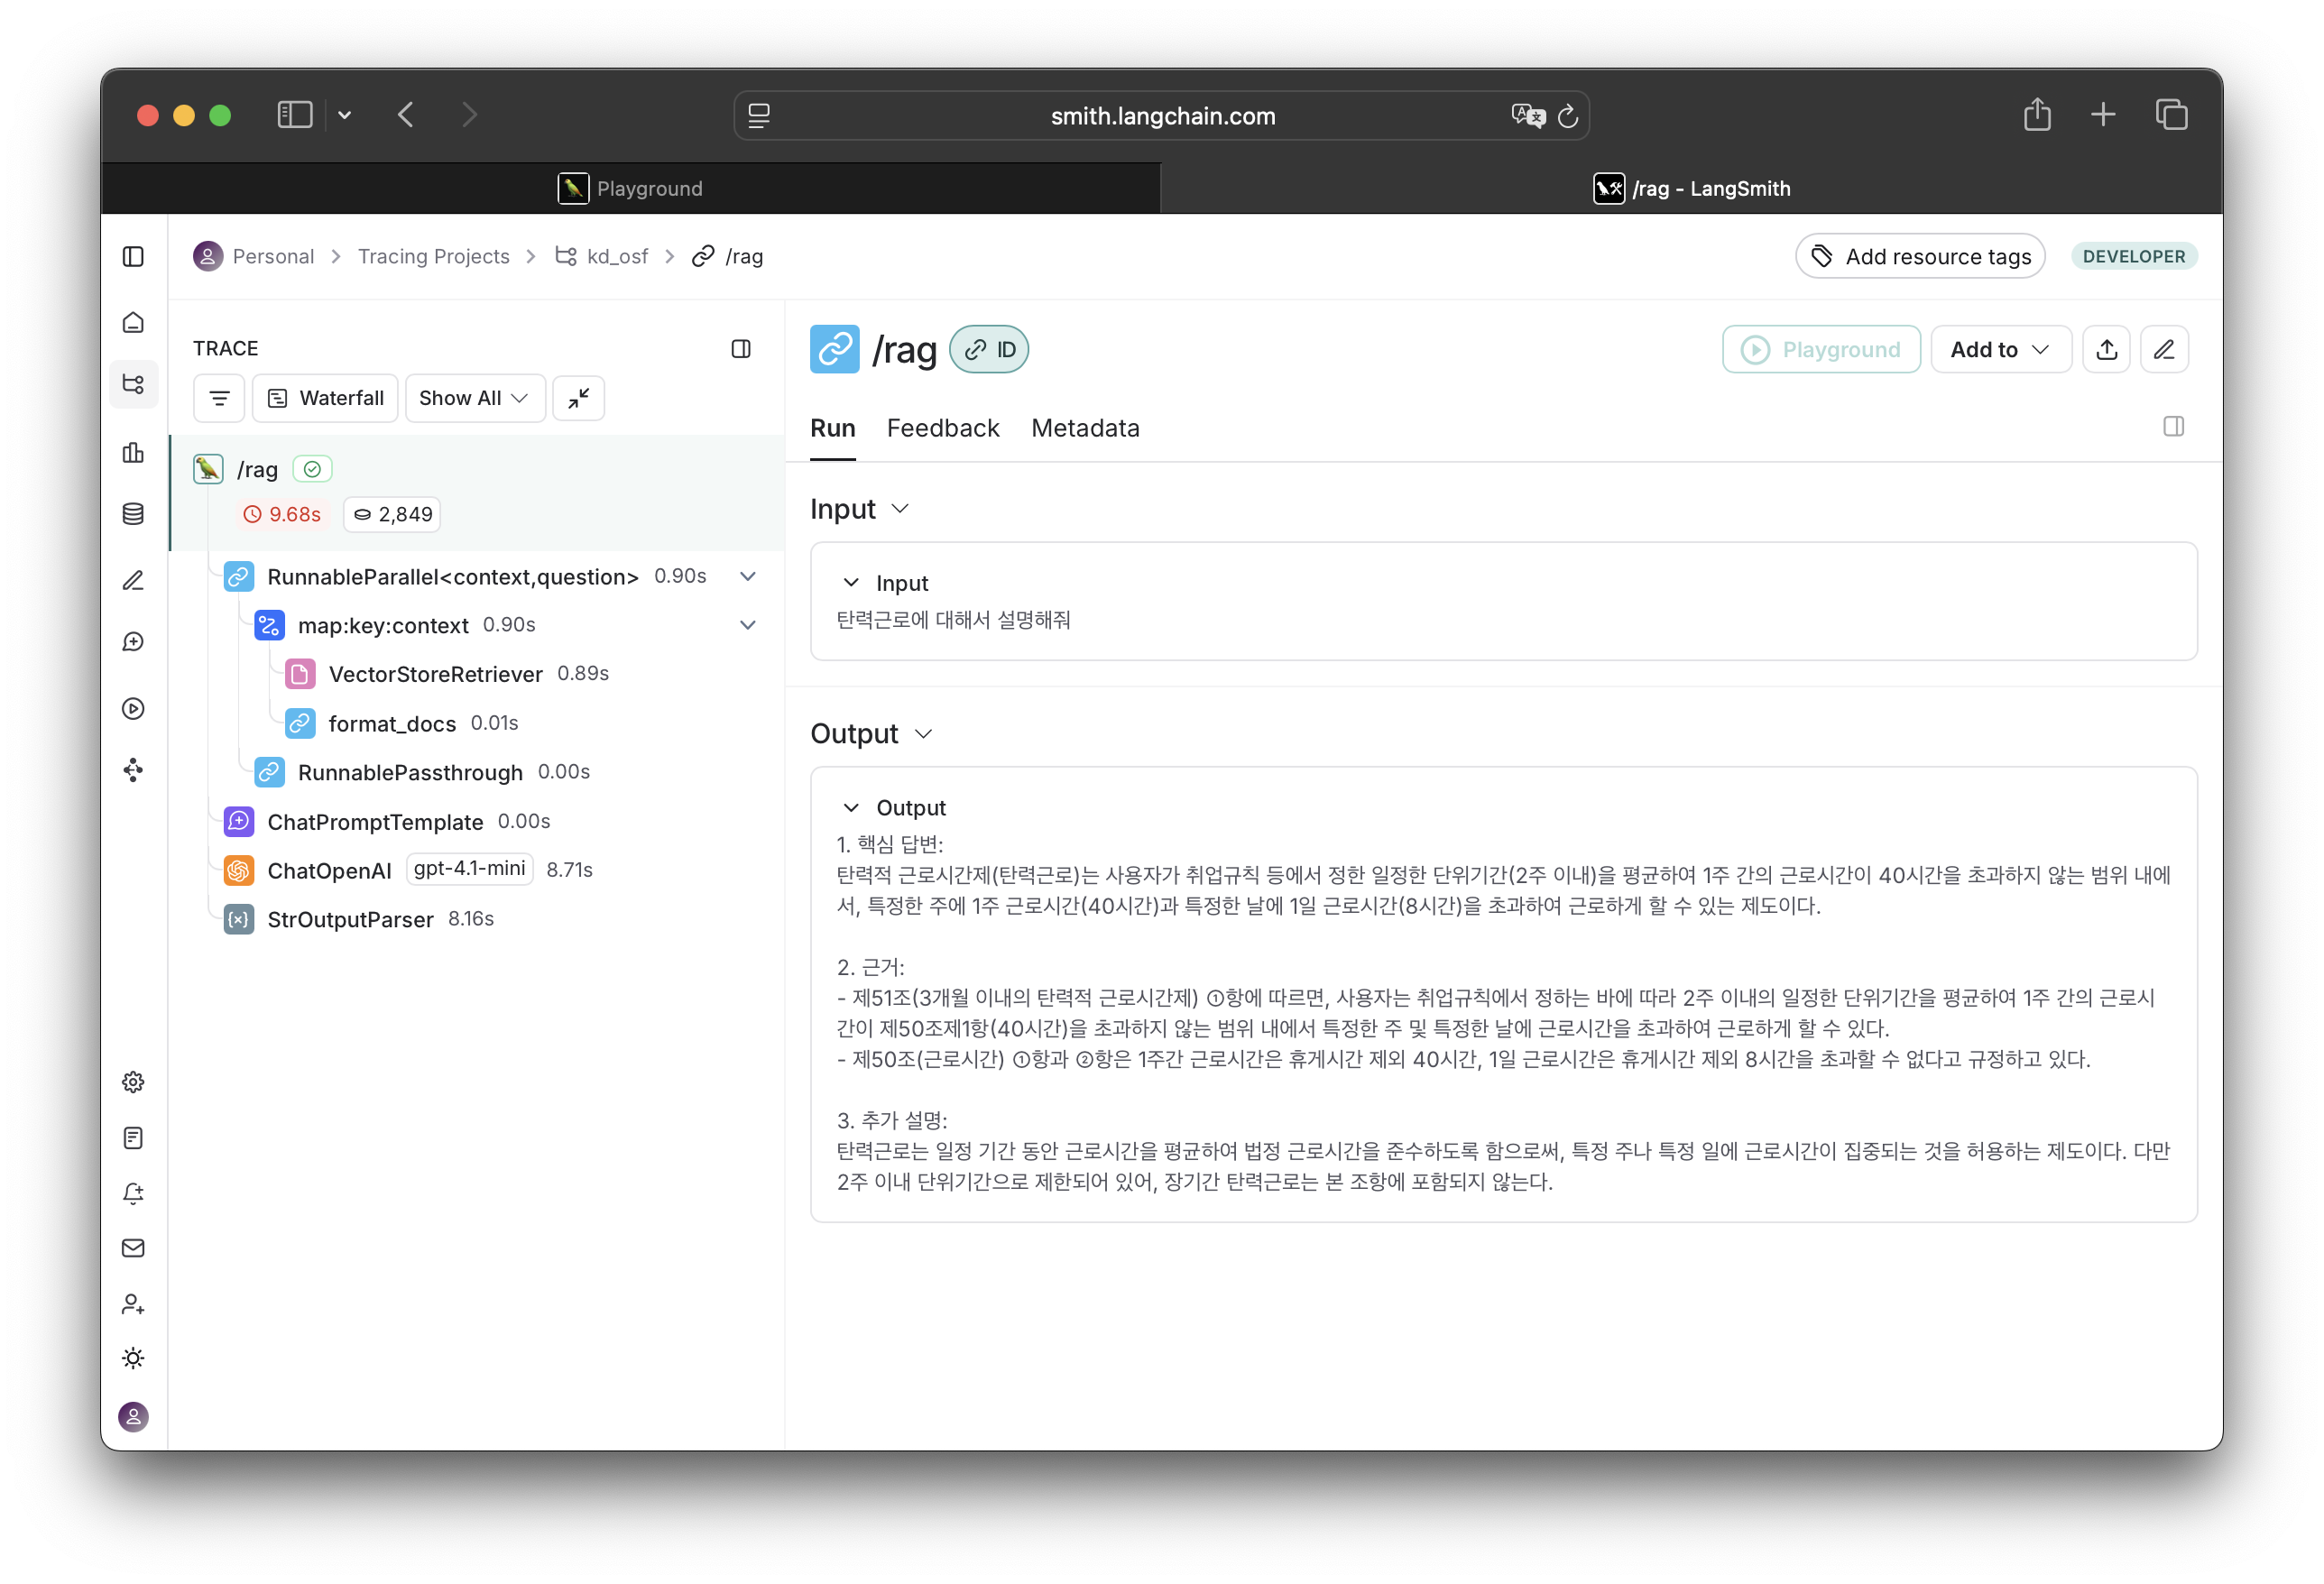 smith.langchain.com
Playground
/rag - LangSmith
Personal > Tracing Projects > kd_osf > /rag
Add resource tags
DEVELOPER
TRACE
Waterfall
Show All
/rag
9.68s
2,849
RunnableParallel<context,question> 0.90s
map:key:context 0.90s
VectorStoreRetriever 0.89s
format_docs 0.01s
RunnablePassthrough 0.00s
ChatPromptTemplate 0.00s
ChatOpenAI gpt-4.1-mini 8.71s
StrOutputParser 8.16s
/rag
ID
Playground
Add to
Run
Feedback
Metadata
Input
Input
탄력근로에 대해서 설명해줘
Output
Output
1. 핵심 답변:
탄력적 근로시간제(탄력근로)는 사용자가 취업규칙 등에서 정한 일정한 단위기간(2주 이내)을 평균하여 1주 간의 근로시간이 40시간을 초과하지 않는 범위 내에
서, 특정한 주에 1주 근로시간(40시간)과 특정한 날에 1일 근로시간(8시간)을 초과하여 근로하게 할 수 있는 제도이다.
2. 근거:
- 제51조(3개월 이내의 탄력적 근로시간제) ①항에 따르면, 사용자는 취업규칙에서 정하는 바에 따라 2주 이내의 일정한 단위기간을 평균하여 1주 간의 근로시
간이 제50조제1항(40시간)을 초과하지 않는 범위 내에서 특정한 주 및 특정한 날에 근로시간을 초과하여 근로하게 할 수 있다.
- 제50조(근로시간) ①항과 ②항은 1주간 근로시간은 휴게시간 제외 40시간, 1일 근로시간은 휴게시간 제외 8시간을 초과할 수 없다고 규정하고 있다.
3. 추가 설명:
탄력근로는 일정 기간 동안 근로시간을 평균하여 법정 근로시간을 준수하도록 함으로써, 특정 주나 특정 일에 근로시간이 집중되는 것을 허용하는 제도이다. 다만
2주 이내 단위기간으로 제한되어 있어, 장기간 탄력근로는 본 조항에 포함되지 않는다.